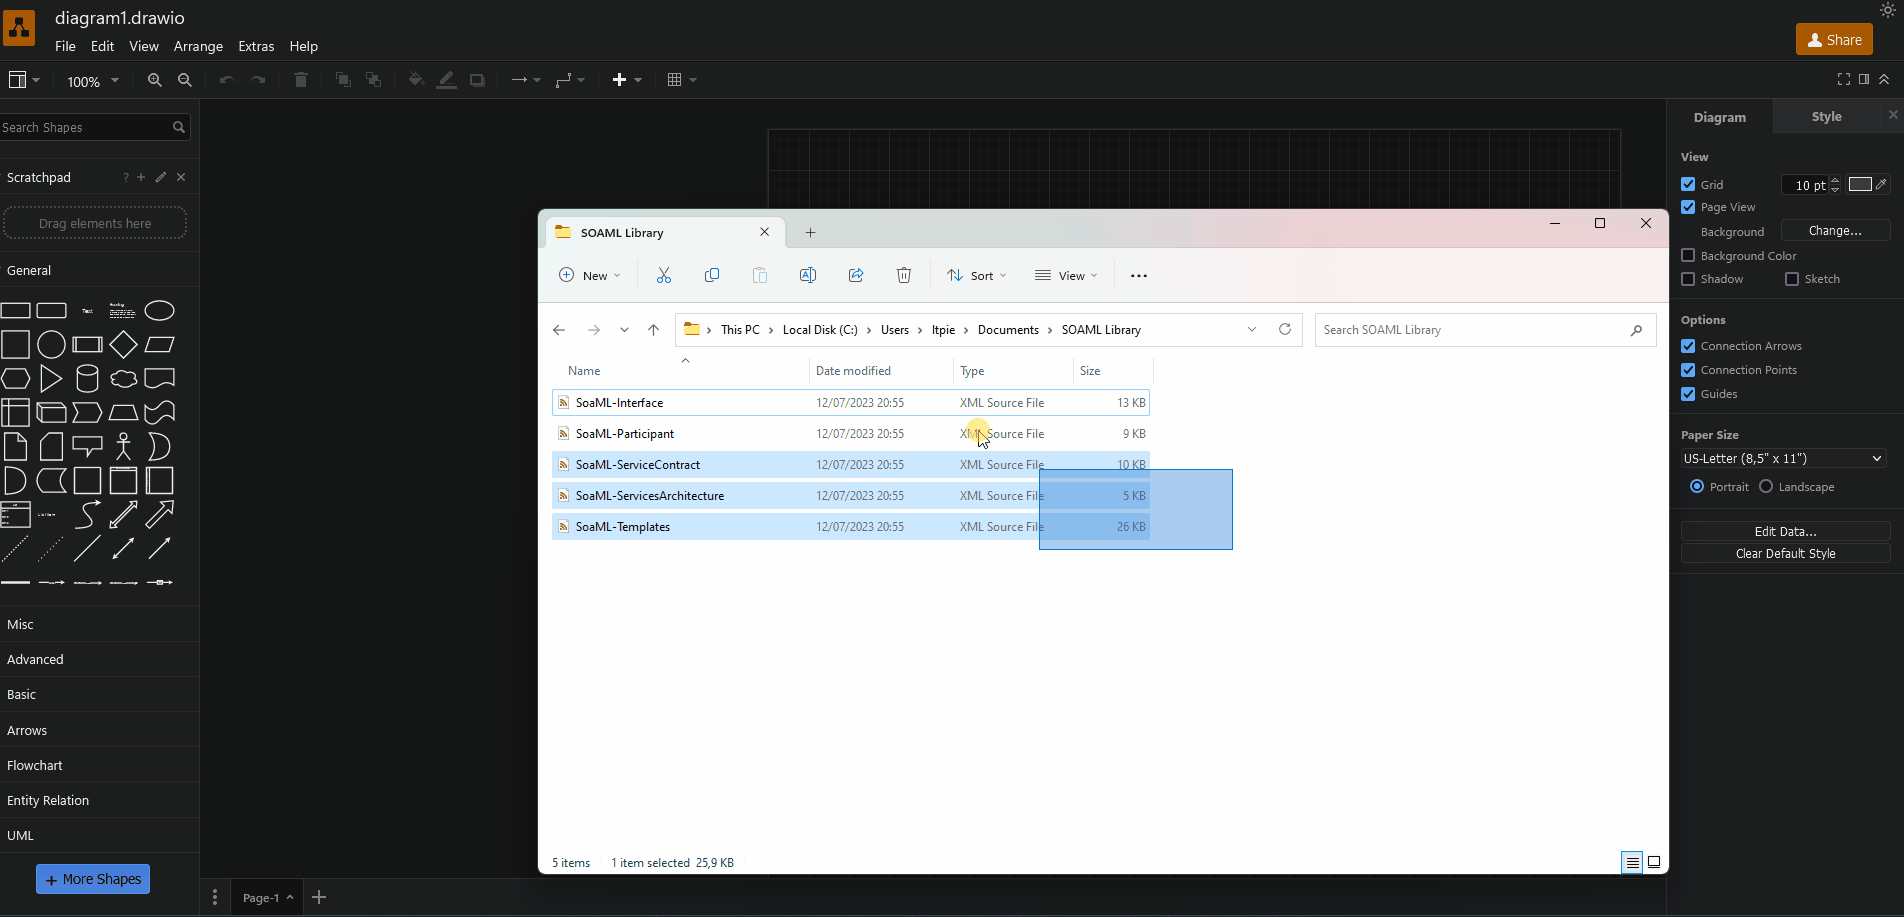 diagram1.drawio
File Edit View Arrange Extras Help
Share
100%
Search Shapes
Scratchpad
?
Drag elements here
General
Text
Heading
Misc
Advanced
Basic
Arrows
Flowchart
Entity Relation
UML
+ More Shapes
Page-1
SOAML Library
New
Sort
View
This PC > Local Disk (C:) > Users > ltpie > Documents > SOAML Library
Search SOAML Library
Name Date modified Type Size
SoaML-Interface 12/07/2023 20:55 XML Source File 13 KB
SoaML-Participant 12/07/2023 20:55 XML Source File 9 KB
SoaML-ServiceContract 12/07/2023 20:55 XML Source File 10 KB
SoaML-ServicesArchitecture 12/07/2023 20:55 XML Source File 5 KB
SoaML-Templates 12/07/2023 20:55 XML Source File 26 KB
5 items 1 item selected 25,9 KB
Diagram Style
View
Grid 10 pt
Page View
Background Change...
Background Color
Shadow Sketch
Options
Connection Arrows
Connection Points
Guides
Paper Size
US-Letter (8,5" x 11")
Portrait Landscape
Edit Data...
Clear Default Style